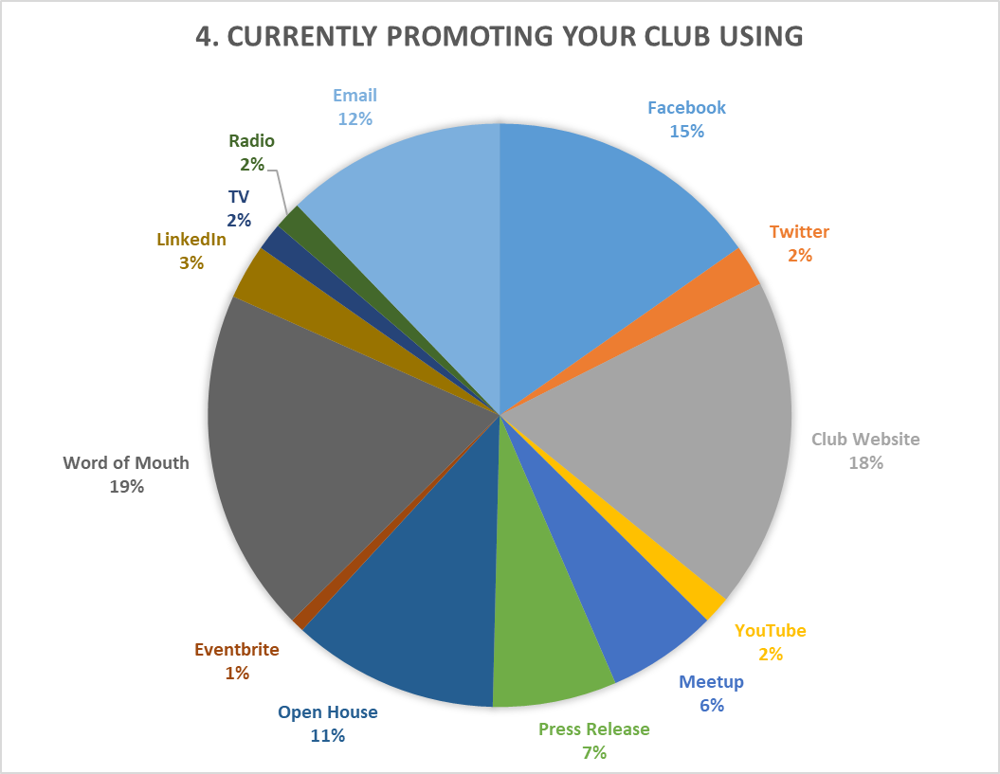 4. CURRENTLY PROMOTING YOUR CLUB USING
Email
12%
Facebook
15%
Radio
2%
TV
2%
LinkedIn
3%
Twitter
2%
Club Website
18%
Word of Mouth
19%
YouTube
2%
Eventbrite
1%
Meetup
6%
Open House
11%
Press Release
7%